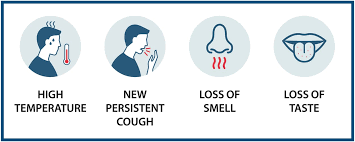 HIGH
TEMPERATURE
NEW
PERSISTENT
COUGH
LOSS OF
SMELL
LOSS OF
TASTE